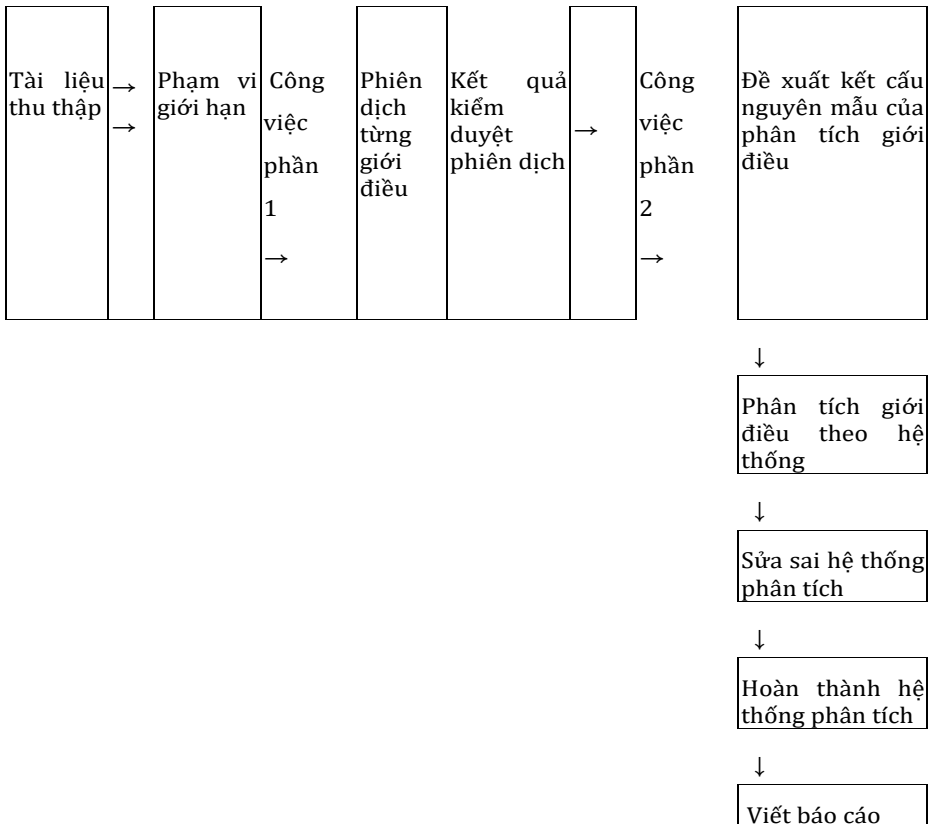 Tài liệu
thu thập
→
→
Phạm vi
giới hạn
Công
việc
phần
1
→
Phiên
dịch
từng
giới
điều
Kết quả
kiểm
duyệt
phiên dịch
→
Công
việc
phần
2
→
Đề xuất kết cấu
nguyên mẫu của
phân tích giới
điều
↓
Phân tích giới
điều theo hệ
thống
↓
Sửa sai hệ thống
phân tích
↓
Hoàn thành hệ
thống phân tích
↓
Viết báo cáo